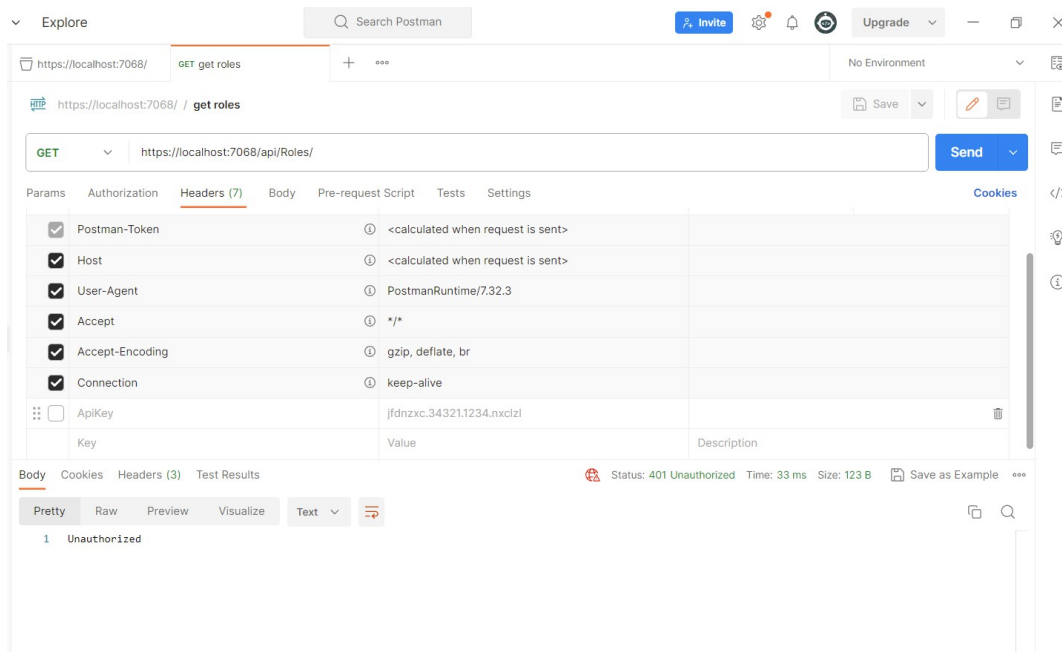 Explore
Search Postman
Invite
Upgrade
https://localhost:7068/
GET get roles
No Environment
HTTP https://localhost:7068/ / get roles
Save
GET https://localhost:7068/api/Roles/
Send
Params Authorization Headers (7) Body Pre-request Script Tests Settings Cookies
Postman-Token <calculated when request is sent>
Host <calculated when request is sent>
User-Agent PostmanRuntime/7.32.3
Accept */*
Accept-Encoding gzip, deflate, br
Connection keep-alive
ApiKey jfdnzxc.34321.1234.nxclzl
Key Value Description
Body Cookies Headers (3) Test Results Status: 401 Unauthorized Time: 33 ms Size: 123 B Save as Example
Pretty Raw Preview Visualize Text
1 Unauthorized